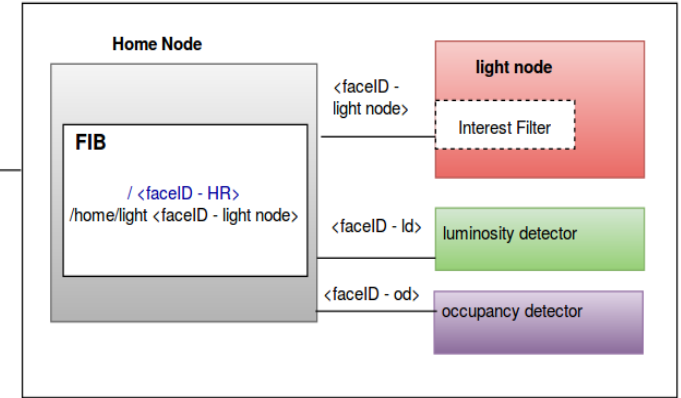 Home Node
FIB
/ <faceID - HR>
/home/light <faceID - light node>
<faceID -
light node>
light node
Interest Filter
<faceID - ld>
luminosity detector
<faceID - od>
occupancy detector